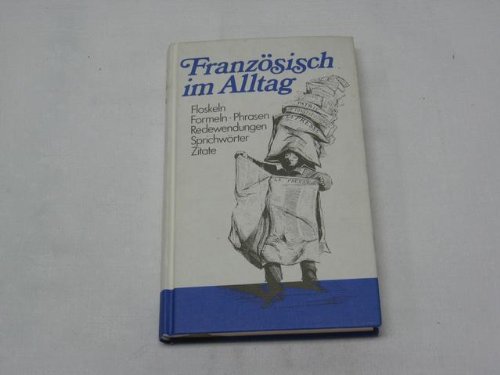 Französisch
im Alltag
Floskeln
Formeln · Phrasen
Redewendungen
Sprichwörter
Zitate